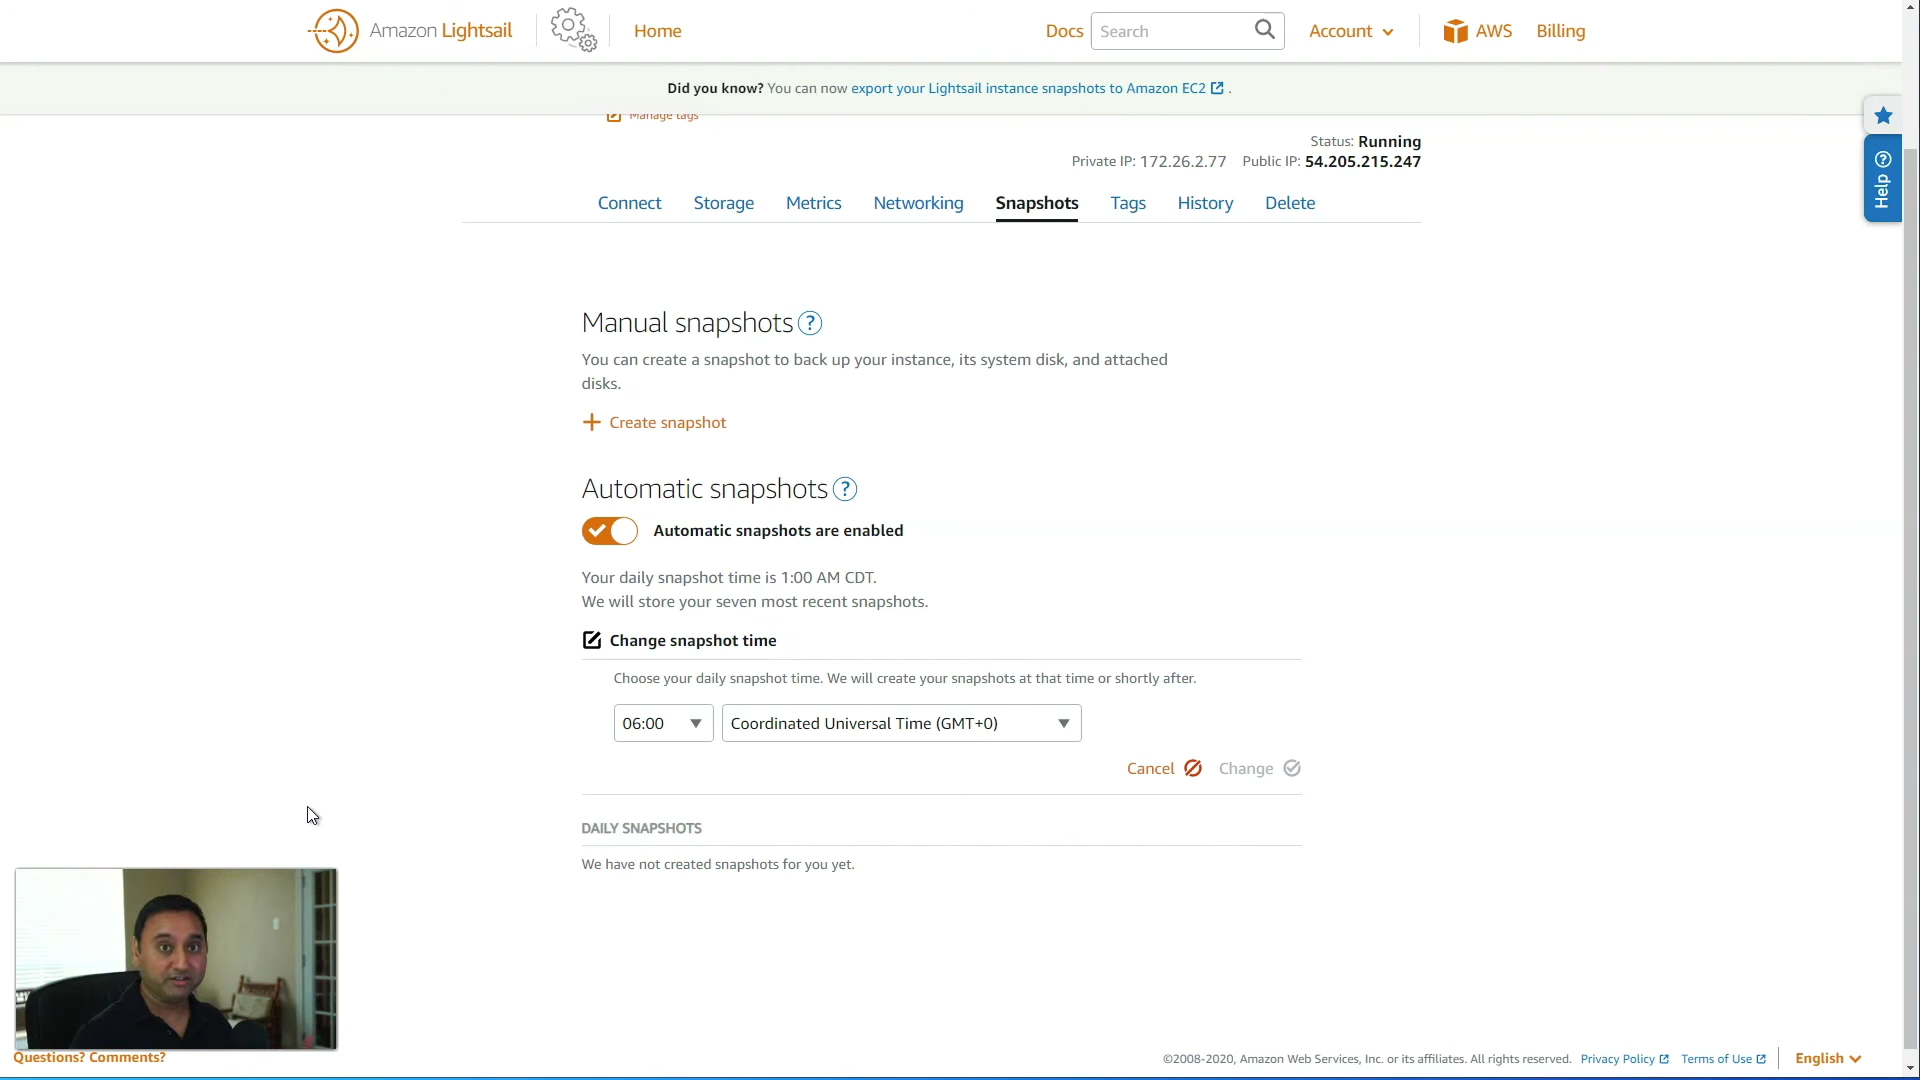 Amazon Lightsail
Home
Docs
Search
Account
AWS
Billing
Did you know? You can now export your Lightsail instance snapshots to Amazon EC2 .
Manage tags
Status: Running
Private IP: 172.26.2.77 Public IP: 54.205.215.247
Connect Storage Metrics Networking Snapshots Tags History Delete
Help
Manual snapshots ?
You can create a snapshot to back up your instance, its system disk, and attached
disks.
+ Create snapshot
Automatic snapshots ?
Automatic snapshots are enabled
Your daily snapshot time is 1:00 AM CDT.
We will store your seven most recent snapshots.
Change snapshot time
Choose your daily snapshot time. We will create your snapshots at that time or shortly after.
06:00 Coordinated Universal Time (GMT+0)
Cancel Change
DAILY SNAPSHOTS
We have not created snapshots for you yet.
Questions? Comments?
©2008-2020, Amazon Web Services, Inc. or its affiliates. All rights reserved. Privacy Policy Terms of Use English